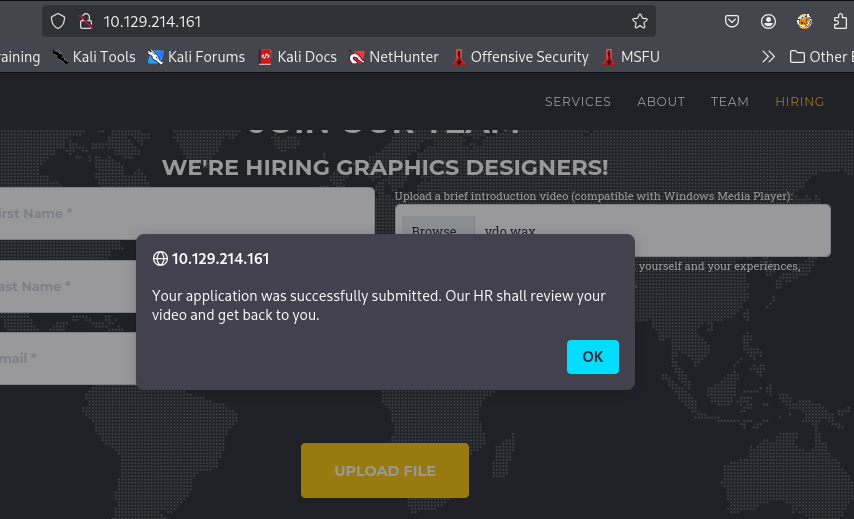 10.129.214.161
raining Kali Tools Kali Forums Kali Docs NetHunter Offensive Security MSFU Other B
SERVICES ABOUT TEAM HIRING
JOIN OUR TEAM
WE'RE HIRING GRAPHICS DESIGNERS!
Upload a brief introduction video (compatible with Windows Media Player):
irst Name *
Browse... vdo.wax
10.129.214.161
yourself and your experiences,
ast Name *
Your application was successfully submitted. Our HR shall review your
video and get back to you.
OK
mail *
UPLOAD FILE